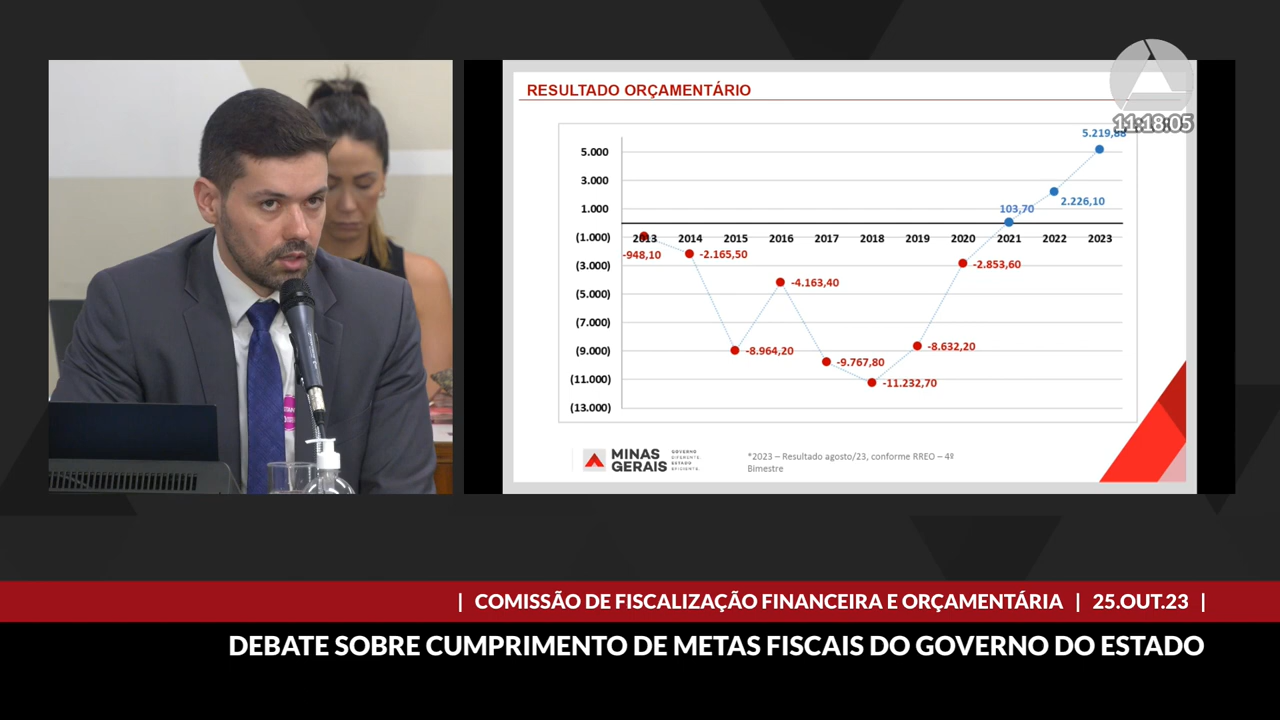 11:18:05
RESULTADO ORÇAMENTÁRIO
5.219,88
5.000
3.000
1.000
(1.000)
(3.000)
(5.000)
(7.000)
(9.000)
(11.000)
(13.000)
2013 2014 2015 2016 2017 2018 2019 2020 2021 2022 2023
-948,10
-2.165,50
-8.964,20
-4.163,40
-9.767,80
-11.232,70
-8.632,20
-2.853,60
103,70
2.226,10
MINAS
GERAIS
GOVERNO
DIFERENTE.
ESTADO
EFICIENTE.
*2023 – Resultado agosto/23, conforme RREO – 4º
Bimestre
| COMISSÃO DE FISCALIZAÇÃO FINANCEIRA E ORÇAMENTÁRIA | 25.OUT.23 |
DEBATE SOBRE CUMPRIMENTO DE METAS FISCAIS DO GOVERNO DO ESTADO